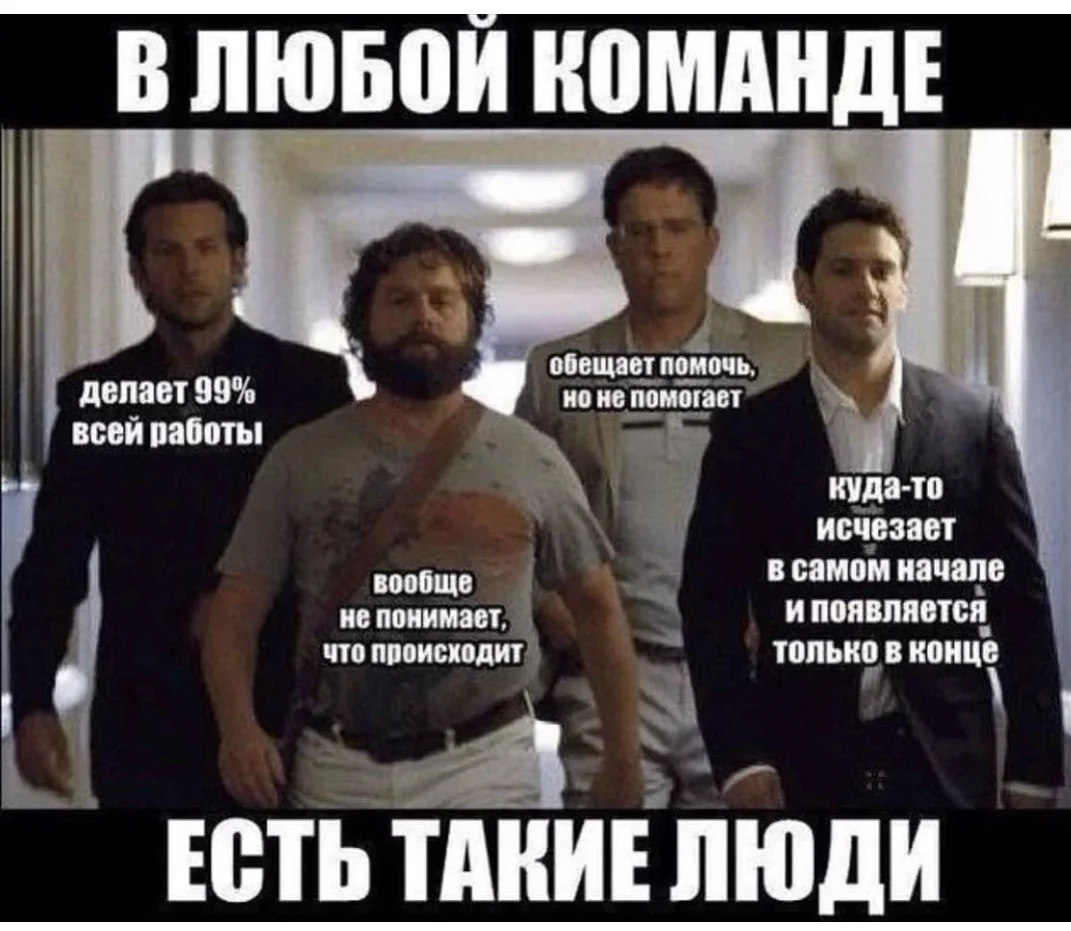 В ЛЮБОЙ КОМАНДЕ
делает 99%
всей работы
вообще
не понимает,
что происходит
обещает помочь,
но не помогает
куда-то
исчезает
в самом начале
и появляется
только в конце
ЕСТЬ ТАКИЕ ЛЮДИ